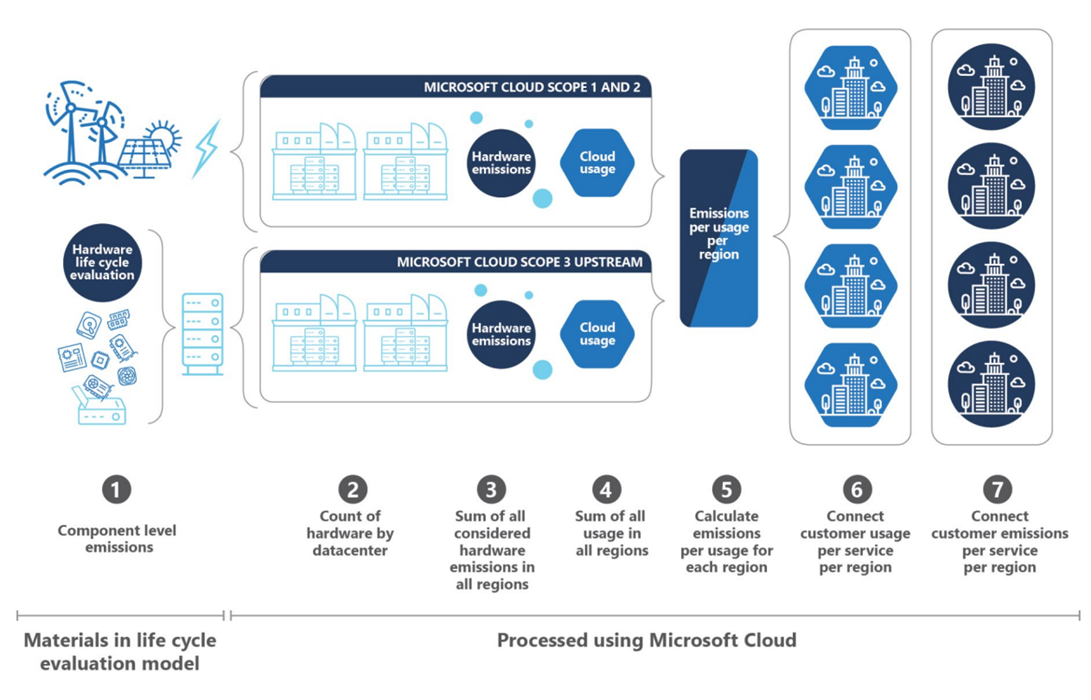 MICROSOFT CLOUD SCOPE 1 AND 2
Hardware
emissions
Cloud
usage
Hardware
life cycle
evaluation
MICROSOFT CLOUD SCOPE 3 UPSTREAM
Hardware
emissions
Cloud
usage
Emissions
per usage
per
region
1
Component level
emissions
2
Count of
hardware by
datacenter
3
Sum of all
considered
hardware
emissions in
all regions
4
Sum of all
usage in
all regions
5
Calculate
emissions
per usage for
each region
6
Connect
customer usage
per service
per region
7
Connect
customer emissions
per service
per region
Materials in life cycle
evaluation model
Processed using Microsoft Cloud